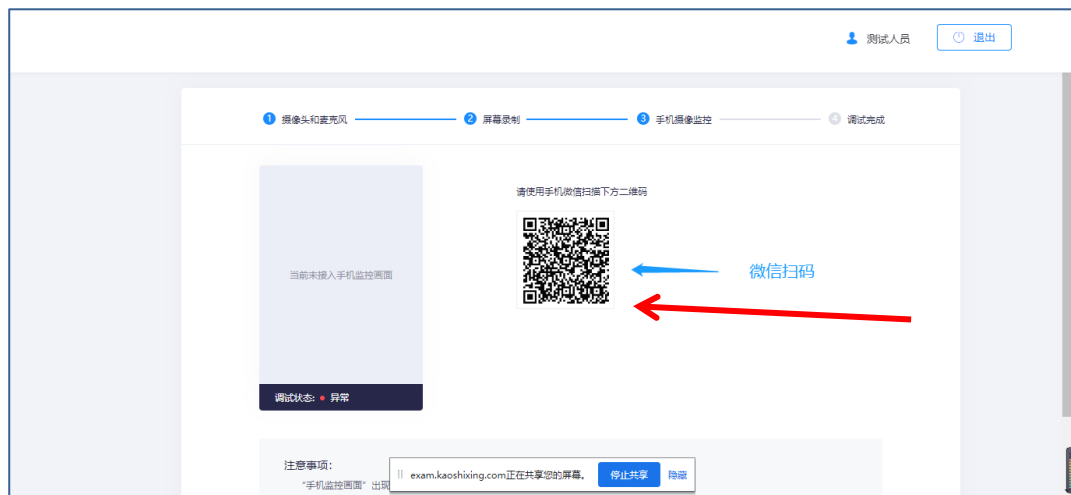 测试人员
退出
1 摄像头和麦克风 2 屏幕录制 3 手机摄像监控 4 调试完成
请使用手机微信扫描下方二维码
当前未接入手机监控画面
微信扫码
调试状态: 异常
注意事项:
“手机监控画面”出现
exam.kaoshixing.com正在共享您的屏幕。 停止共享 隐藏